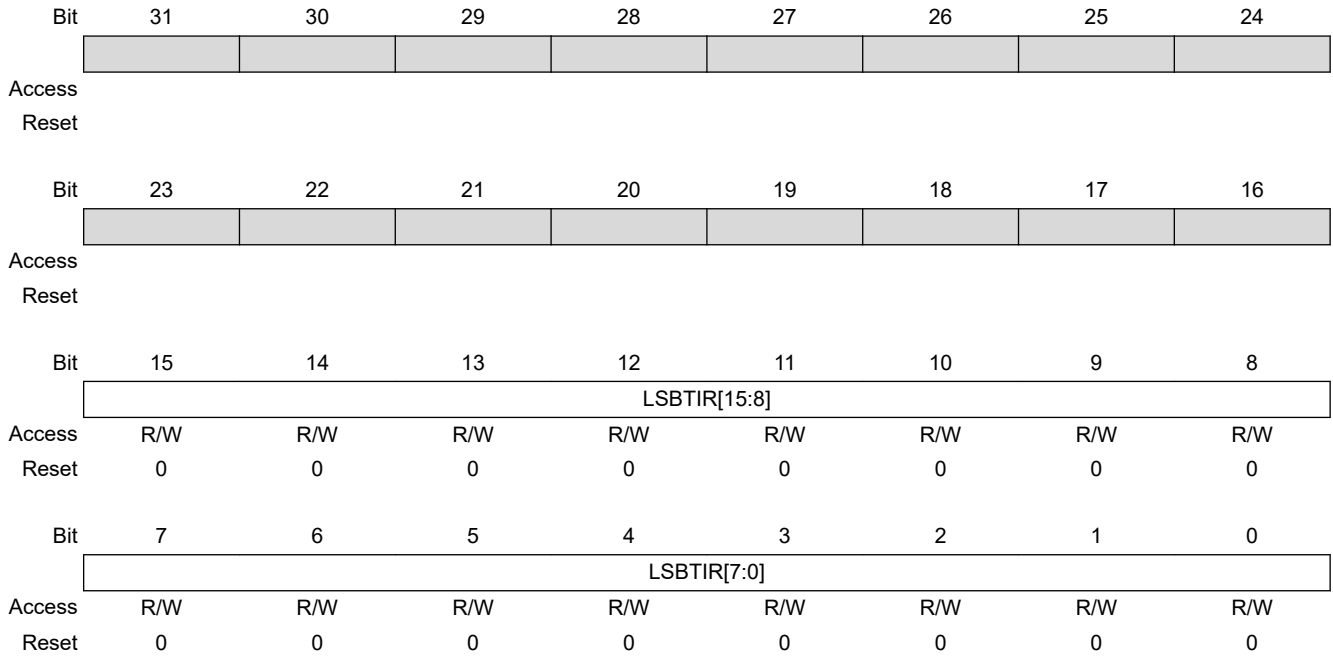 Bit 31 30 29 28 27 26 25 24
Access
Reset
Bit 23 22 21 20 19 18 17 16
Access
Reset
Bit 15 14 13 12 11 10 9 8
LSBTIR[15:8]
Access R/W R/W R/W R/W R/W R/W R/W R/W
Reset 0 0 0 0 0 0 0 0
Bit 7 6 5 4 3 2 1 0
LSBTIR[7:0]
Access R/W R/W R/W R/W R/W R/W R/W R/W
Reset 0 0 0 0 0 0 0 0